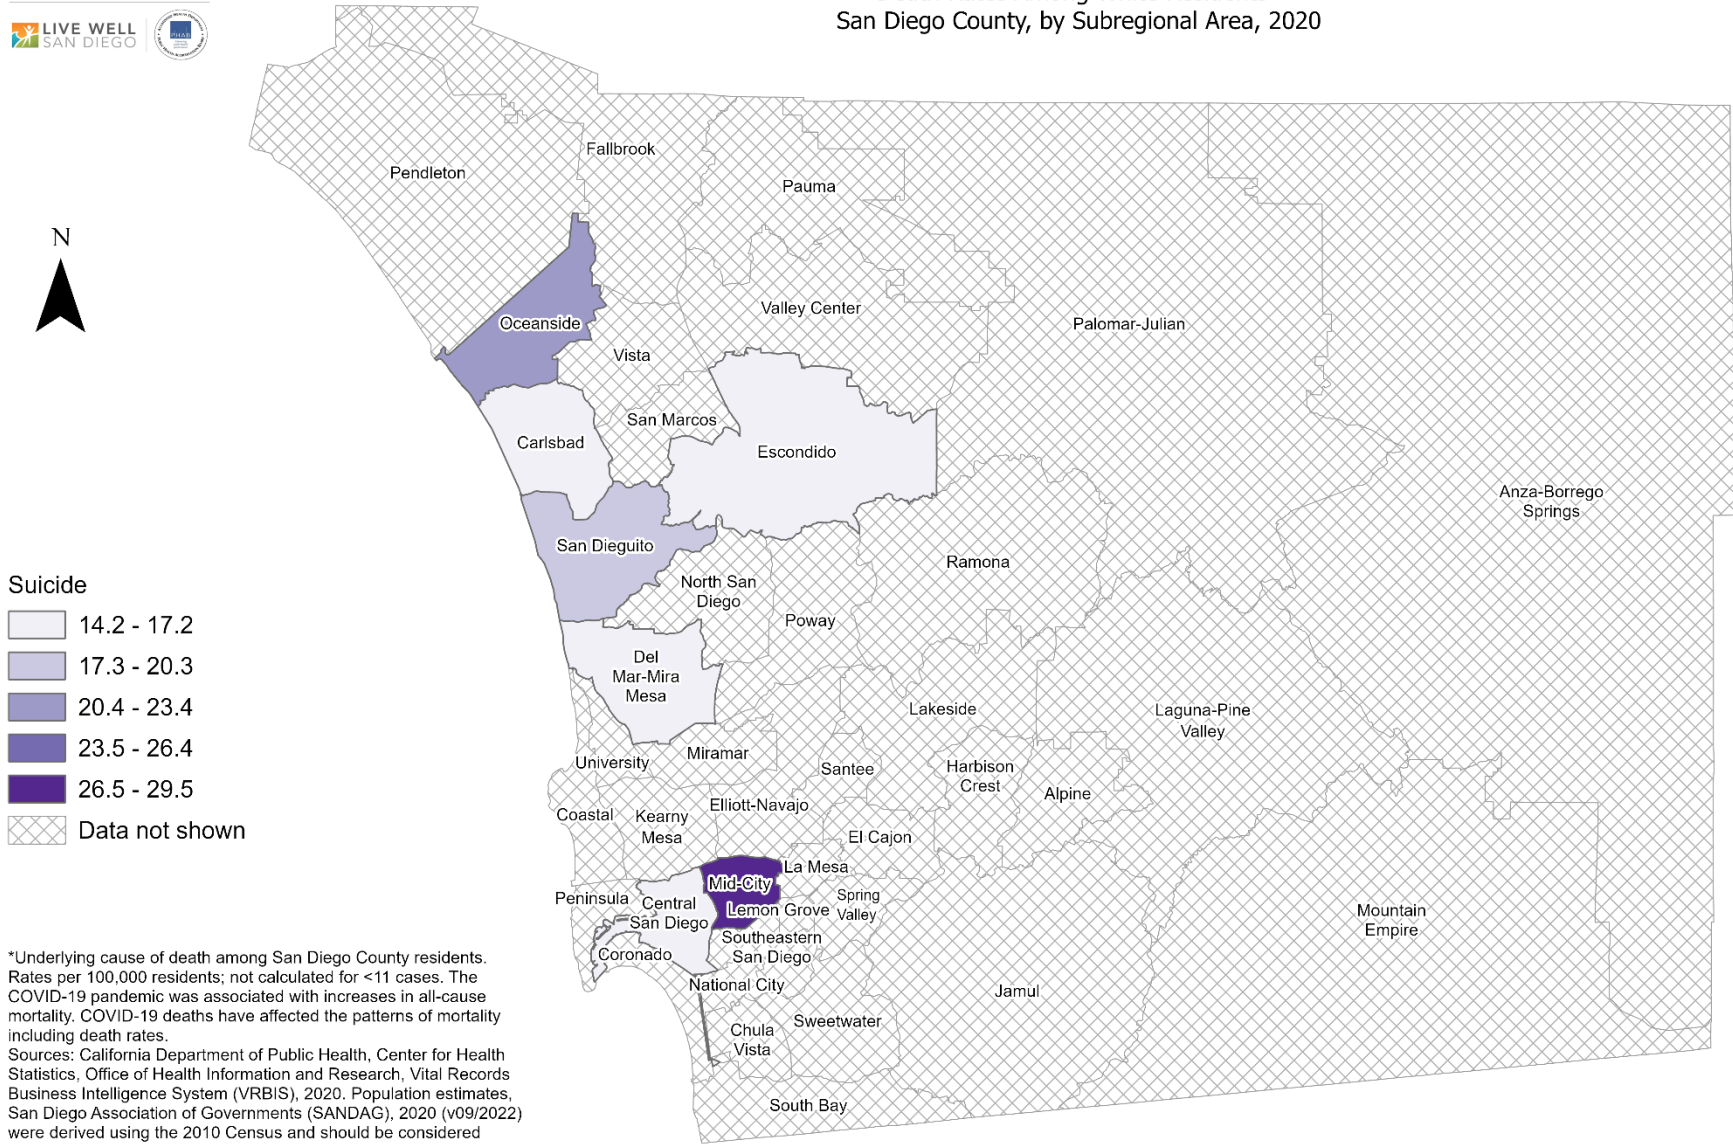 LIVE WELL
SAN DIEGO
PHAB
San Diego County, by Subregional Area, 2020
N
Fallbrook
Pendleton
Pauma
Oceanside
Valley Center
Palomar-Julian
Vista
San Marcos
Carlsbad
Escondido
Anza-Borrego
Springs
San Dieguito
Ramona
North San
Diego
Poway
Del
Mar-Mira
Mesa
Lakeside
Laguna-Pine
Valley
Miramar
University
Santee
Harbison
Crest
Alpine
Elliott-Navajo
Coastal
Kearny
Mesa
El Cajon
La Mesa
Mid-City
Peninsula
Central
San Diego
Spring
Valley
Lemon Grove
Mountain
Empire
Southeastern
San Diego
Coronado
National City
Jamul
Sweetwater
Chula
Vista
South Bay
Suicide
14.2 - 17.2
17.3 - 20.3
20.4 - 23.4
23.5 - 26.4
26.5 - 29.5
Data not shown
*Underlying cause of death among San Diego County residents.
Rates per 100,000 residents; not calculated for <11 cases. The
COVID-19 pandemic was associated with increases in all-cause
mortality. COVID-19 deaths have affected the patterns of mortality
including death rates.
Sources: California Department of Public Health, Center for Health
Statistics, Office of Health Information and Research, Vital Records
Business Intelligence System (VRBIS), 2020. Population estimates,
San Diego Association of Governments (SANDAG), 2020 (v09/2022)
were derived using the 2010 Census and should be considered